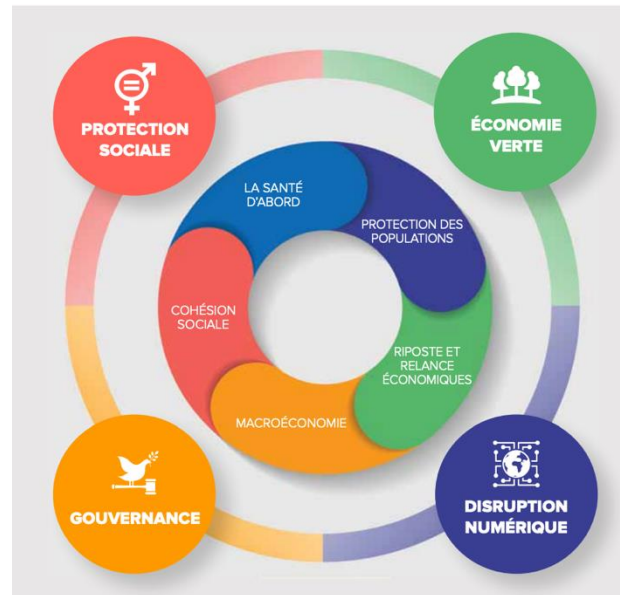 PROTECTION
SOCIALE
ÉCONOMIE
VERTE
LA SANTÉ
D'ABORD
PROTECTION DES
POPULATIONS
COHÉSION
SOCIALE
RIPOSTE ET
RELANCE
ÉCONOMIQUES
MACROÉCONOMIE
GOUVERNANCE
DISRUPTION
NUMÉRIQUE